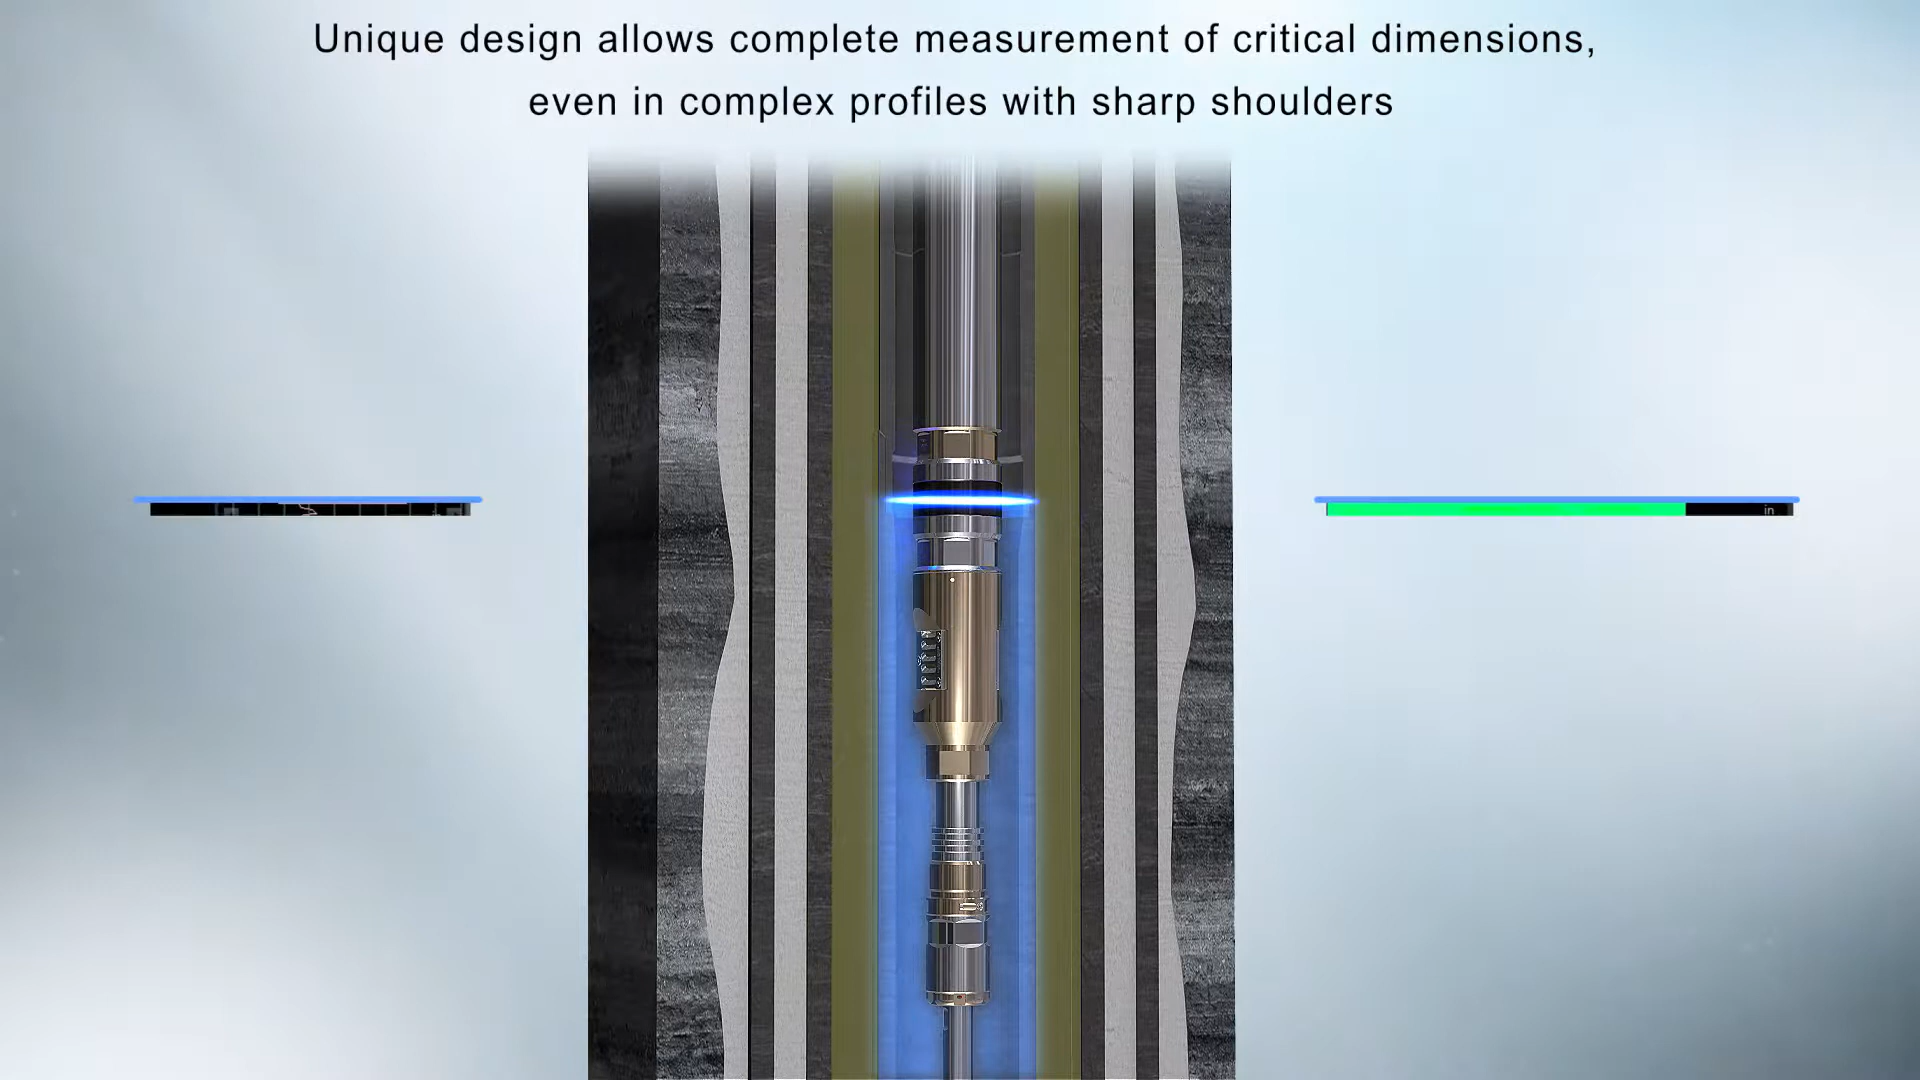 Unique design allows complete measurement of critical dimensions,
even in complex profiles with sharp shoulders
in